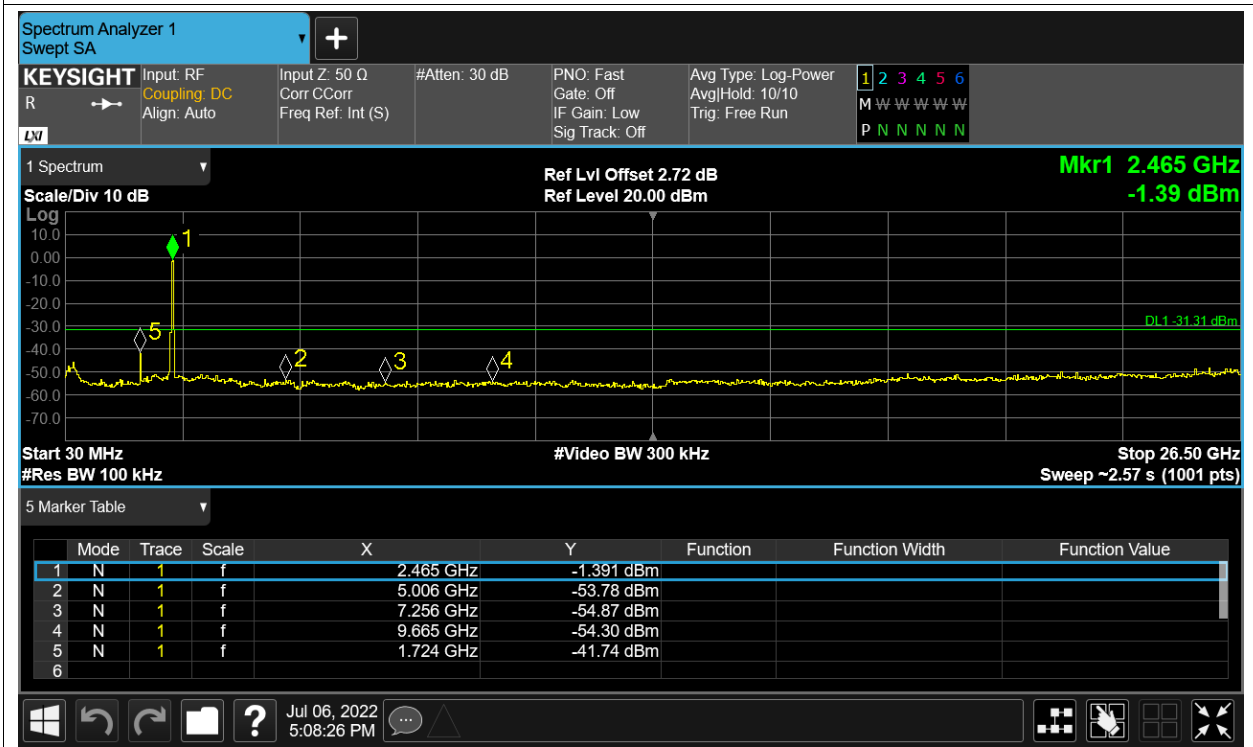 Spectrum Analyzer 1
Swept SA
KEYSIGHT Input: RF Input Z: 50 Ω #Atten: 30 dB PNO: Fast Avg Type: Log-Power 1 2 3 4 5 6
R Coupling: DC Corr CCorr Gate: Off Avg|Hold: 10/10 M W W W W W
Align: Auto Freq Ref: Int (S) IF Gain: Low Trig: Free Run
LXI Sig Track: Off P N N N N N
1 Spectrum Ref Lvl Offset 2.72 dB Mkr1 2.465 GHz
Scale/Div 10 dB Ref Level 20.00 dBm -1.39 dBm
Log
10.0 1
0.00
-10.0
-20.0
-30.0 5 DL1 -31.31 dBm
-40.0 2 3 4
-50.0
-60.0
-70.0
Start 30 MHz #Video BW 300 kHz Stop 26.50 GHz
#Res BW 100 kHz Sweep ~2.57 s (1001 pts)
5 Marker Table
Mode Trace Scale X Y Function Function Width Function Value
1 N 1 f 2.465 GHz -1.391 dBm
2 N 1 f 5.006 GHz -53.78 dBm
3 N 1 f 7.256 GHz -54.87 dBm
4 N 1 f 9.665 GHz -54.30 dBm
5 N 1 f 1.724 GHz -41.74 dBm
6
? Jul 06, 2022
5:08:26 PM